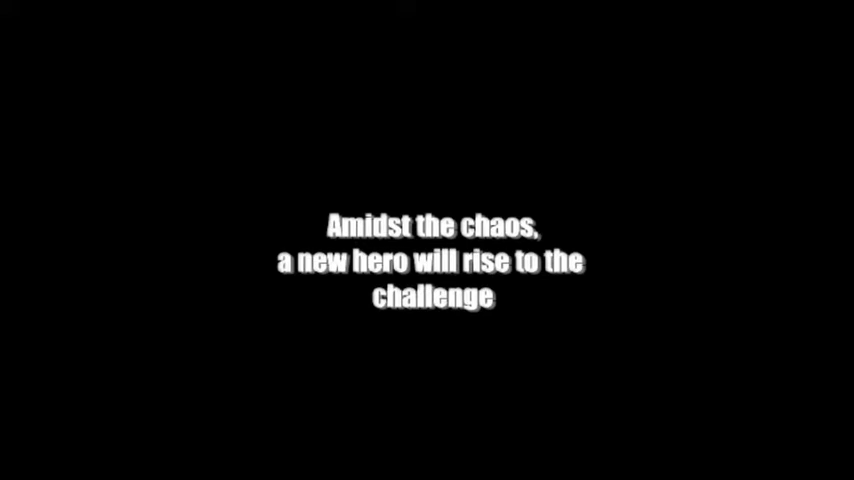 Amidst the chaos,
a new hero will rise to the
challenge